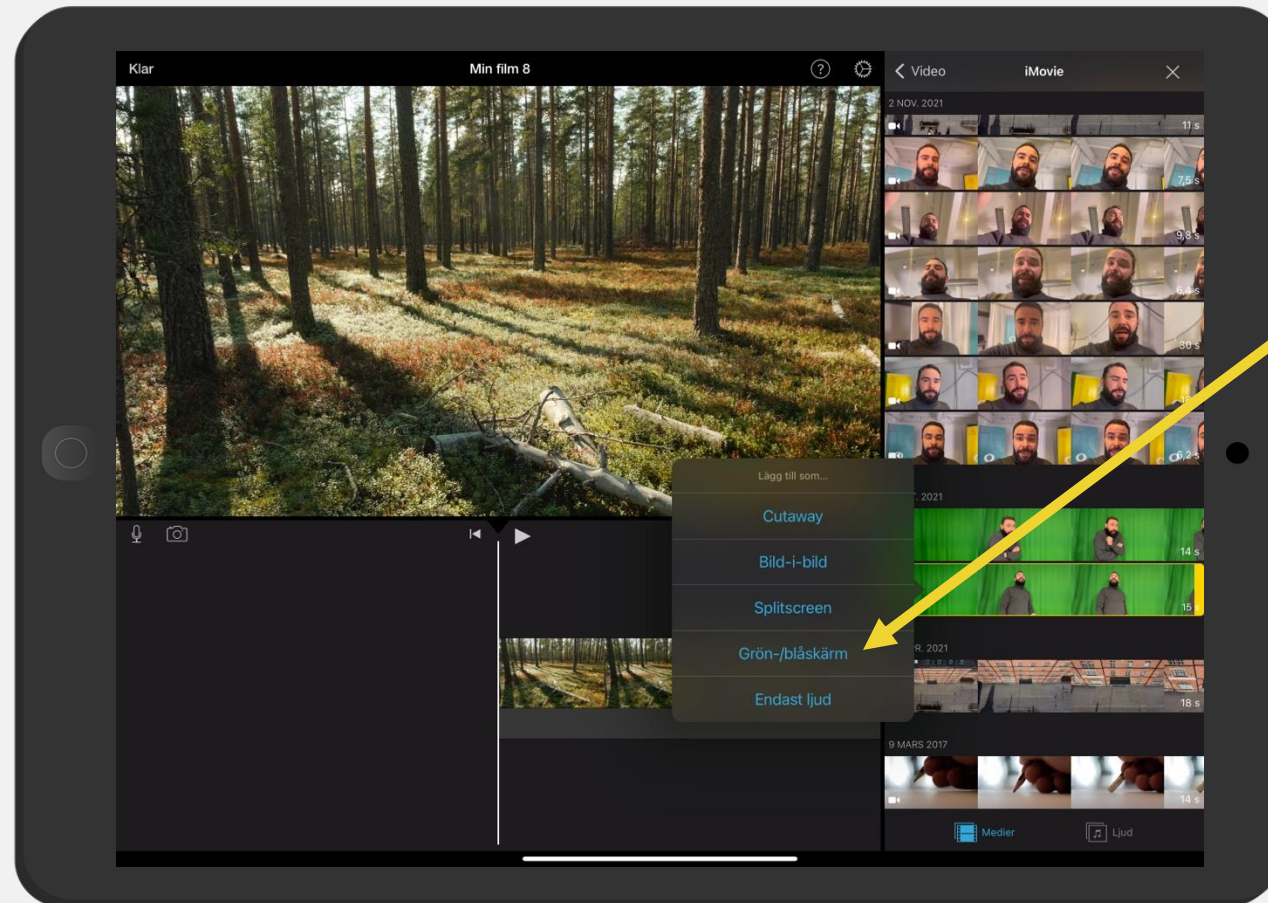 Klar
Min film 8
?
Video
iMovie
2 NOV. 2021
11 s
7,5 s
9,8 s
6,4 s
30 s
6,2 s
2021
14 s
15
R. 2021
18 s
9 MARS 2017
14 s
Lägg till som...
Cutaway
Bild-i-bild
Splitscreen
Grön-/blåskärm
Endast ljud
Medier
Ljud